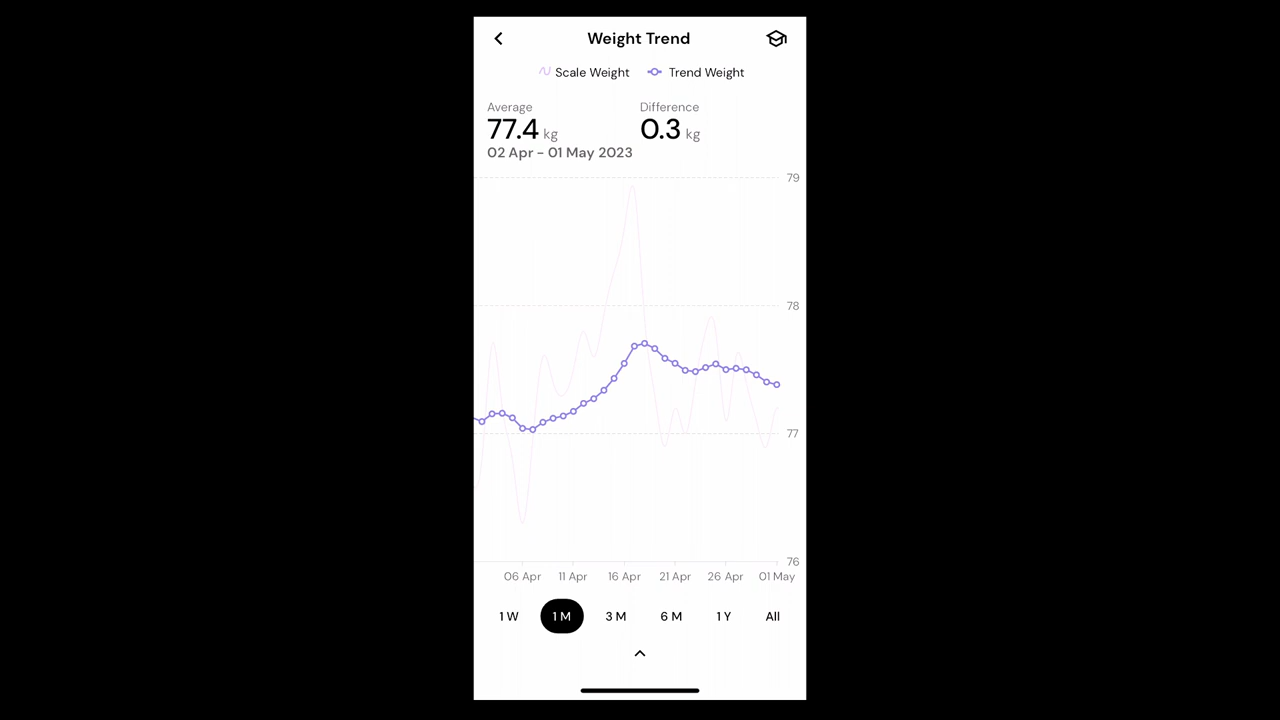 Weight Trend
Scale Weight Trend Weight
Average Difference
77.4 kg 0.3 kg
02 Apr - 01 May 2023
79
78
77
76
06 Apr 11 Apr 16 Apr 21 Apr 26 Apr 01 May
1 W 1 M 3 M 6 M 1 Y All